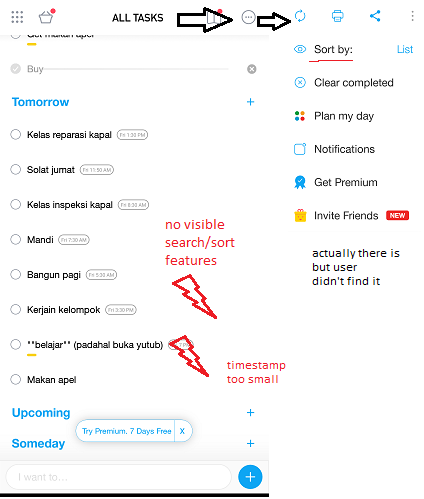 ALL TASKS
Get makan apel
Buy
Tomorrow
Kelas reparasi kapal Fri 1:30 PM
Solat jumat Fri 11:50 AM
Kelas inspeksi kapal Fri 8:30 AM
Mandi Fri 7:30 AM
Bangun pagi Fri 5:30 AM
Kerjain kelompok Fri 3:30 PM
**belajar** (padahal buka yutub)
Makan apel
Upcoming
Try Premium. 7 Days Free X
Someday
I want to...
no visible
search/sort
features
timestamp
too small
Sort by: List
Clear completed
Plan my day
Notifications
Get Premium
Invite Friends NEW
actually there is
but user
didn't find it